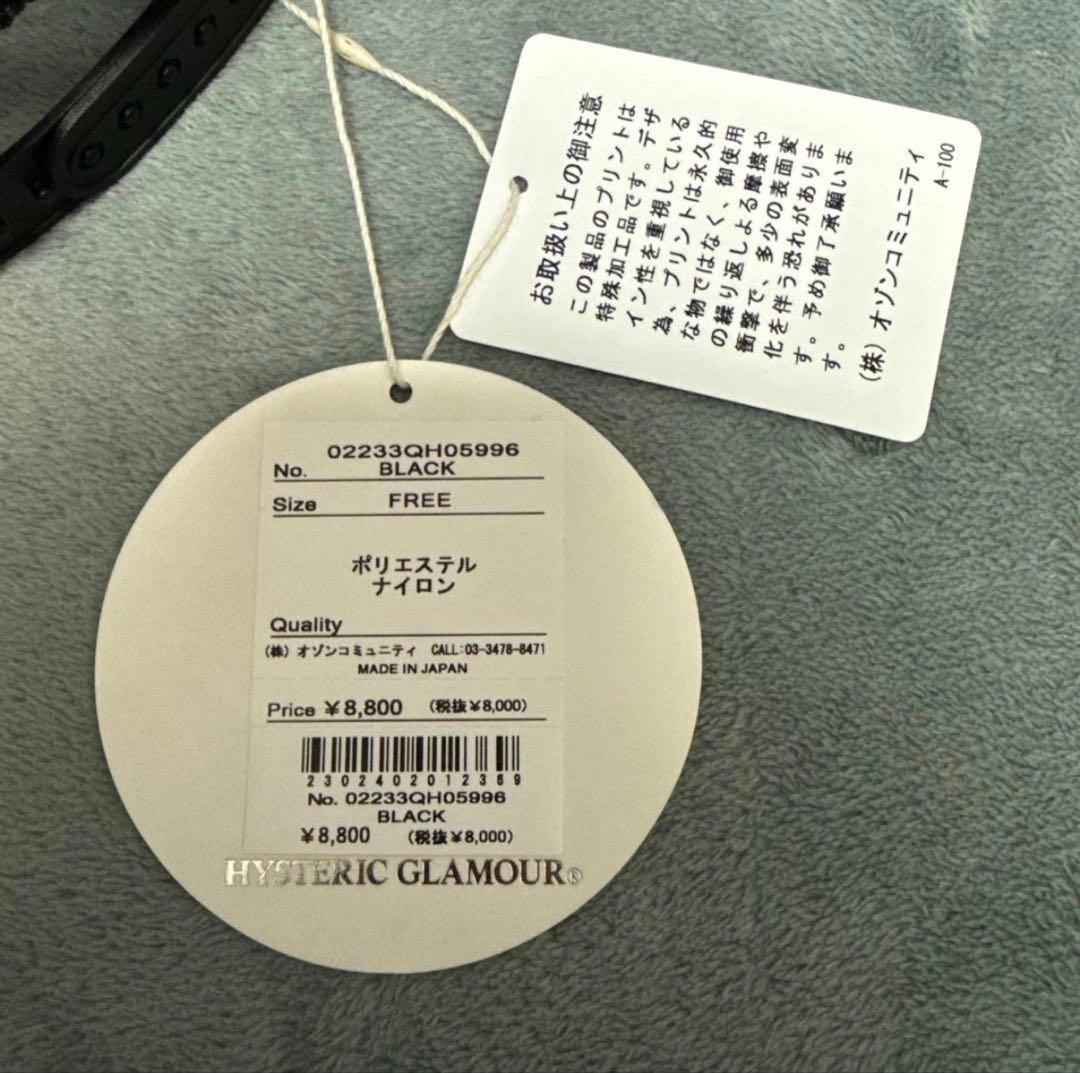 お取扱い上の御注意
この製品のプリントは
特殊加工品です。デザ
イン性を重視している
為、プリントは永久的
な物ではなく、御使用
の繰り返しよる摩擦や
衝撃で、多少の表面変
化を伴う恐れがありま
す。予め御了承願いま
す。
(株)オゾンコミュニティ
A-100
02233QH05996
No. BLACK
Size FREE
ポリエステル
ナイロン
Quality
(株)オゾンコミュニティ CALL:03-3478-8471
MADE IN JAPAN
Price ¥8,800 (税抜¥8,000)
2302402012369
No. 02233QH05996
BLACK
¥8,800 (税抜¥8,000)
HYSTERIC GLAMOUR®